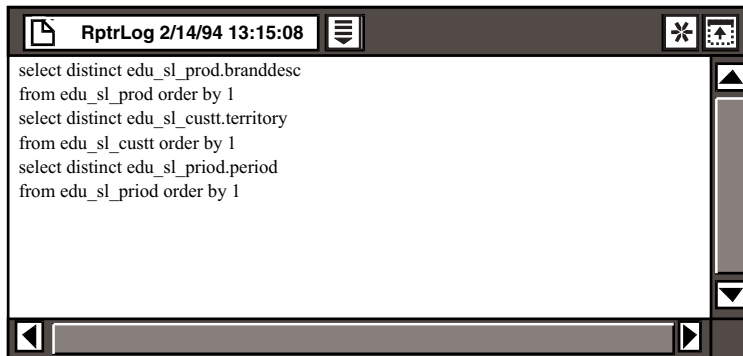 RptrLog 2/14/94 13:15:08
select distinct edu_sl_prod.branddesc
from edu_sl_prod order by 1
select distinct edu_sl_custt.territory
from edu_sl_custt order by 1
select distinct edu_sl_priod.period
from edu_sl_priod order by 1